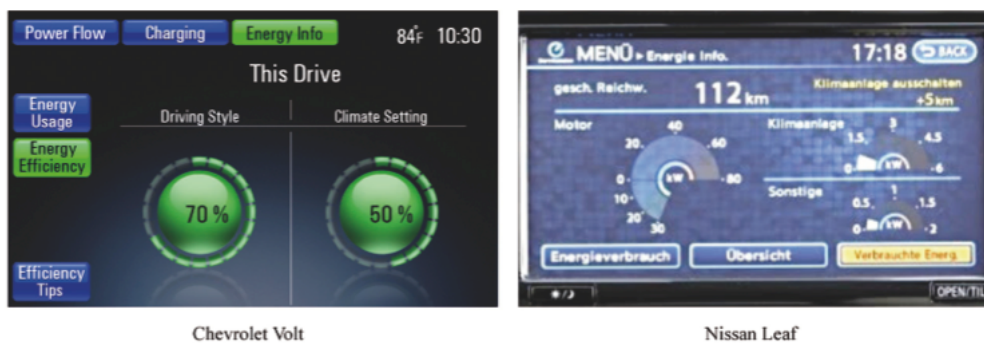 Power Flow
Charging
Energy Info
84°F 10:30
This Drive
Energy
Usage
Energy
Efficiency
Driving Style
Climate Setting
70 %
50 %
Efficiency
Tips
Chevrolet Volt
MENÜ ▸ Energie Info.
17:18
BACK
gesch. Reichw.
112 km
Klimaanlage ausschalten
+5 km
Motor
40
20
60
0
80
10
20
30
kW
Klimaanlage
3
1.5
4.5
0
6
kW
Sonstige
1
0.5
1.5
0
2
kW
Energieverbrauch
Übersicht
Verbrauchte Energ.
OPEN/TIL
Nissan Leaf